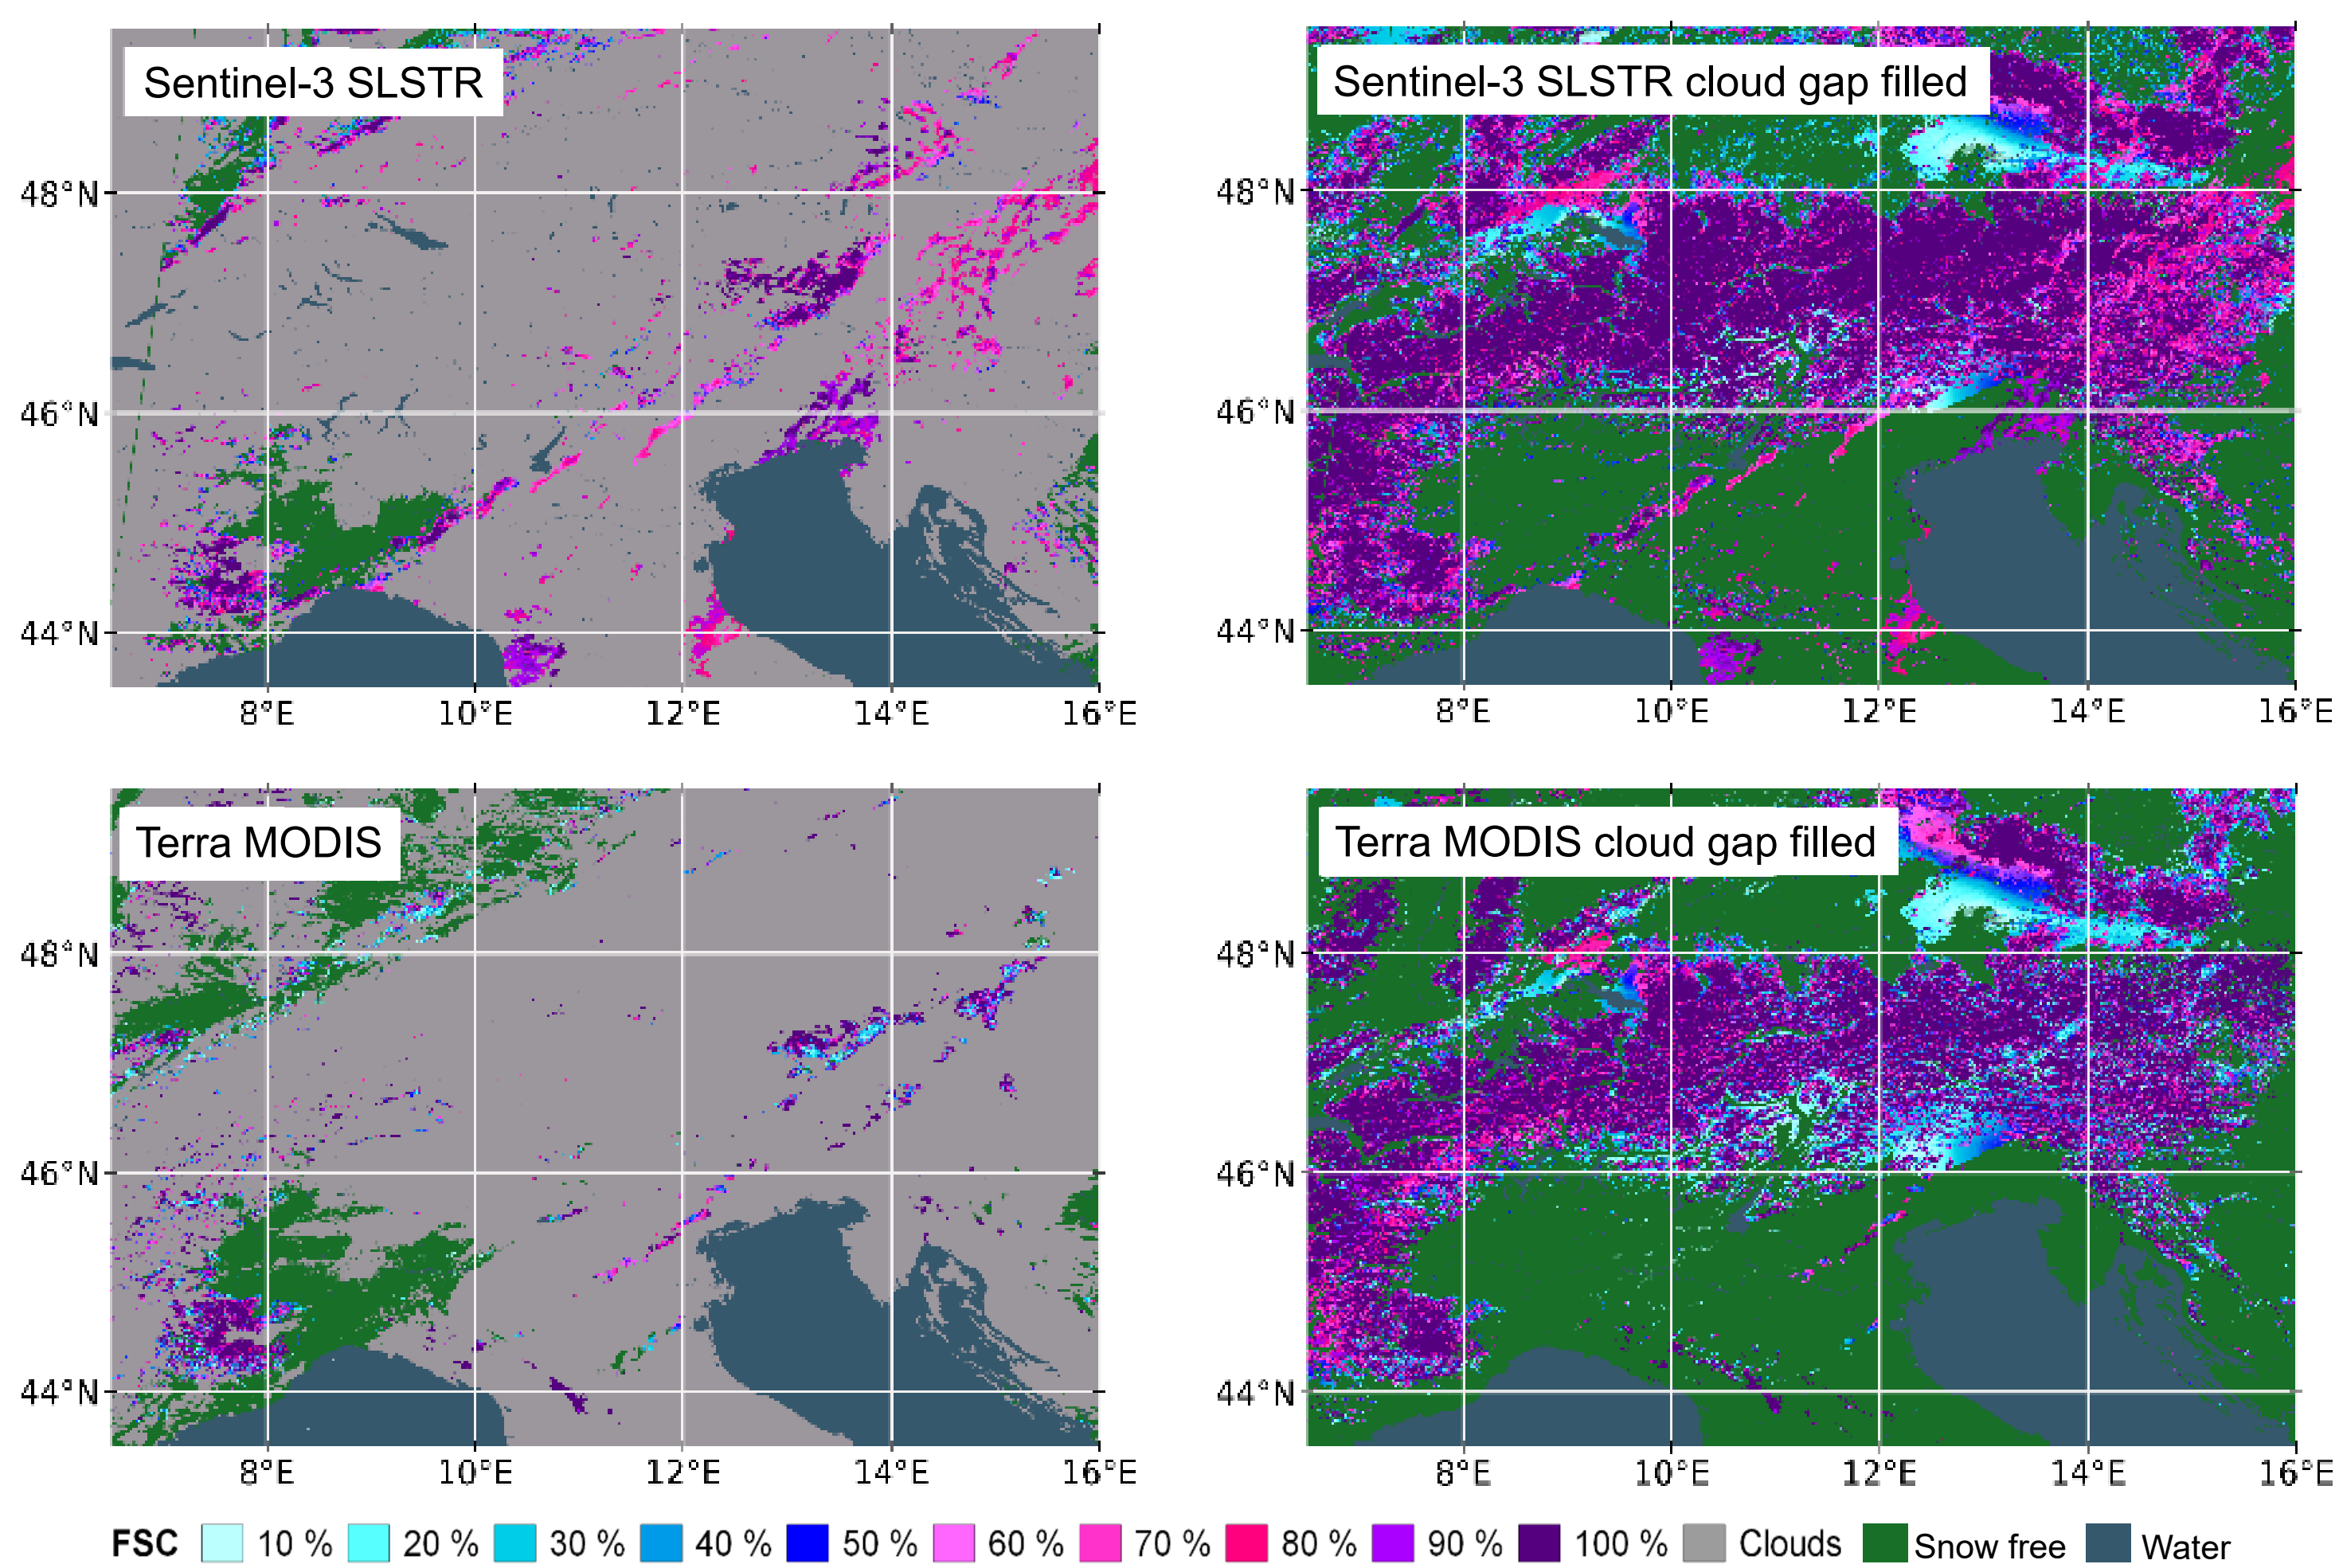 Sentinel-3 SLSTR
48°N
46°N
44°N
8°E 10°E 12°E 14°E 16°E
Sentinel-3 SLSTR cloud gap filled
48°N
46°N
44°N
8°E 10°E 12°E 14°E 16°E
Terra MODIS
48°N
46°N
44°N
8°E 10°E 12°E 14°E 16°E
Terra MODIS cloud gap filled
48°N
46°N
44°N
8°E 10°E 12°E 14°E 16°E
FSC 10 % 20 % 30 % 40 % 50 % 60 % 70 % 80 % 90 % 100 % Clouds Snow free Water